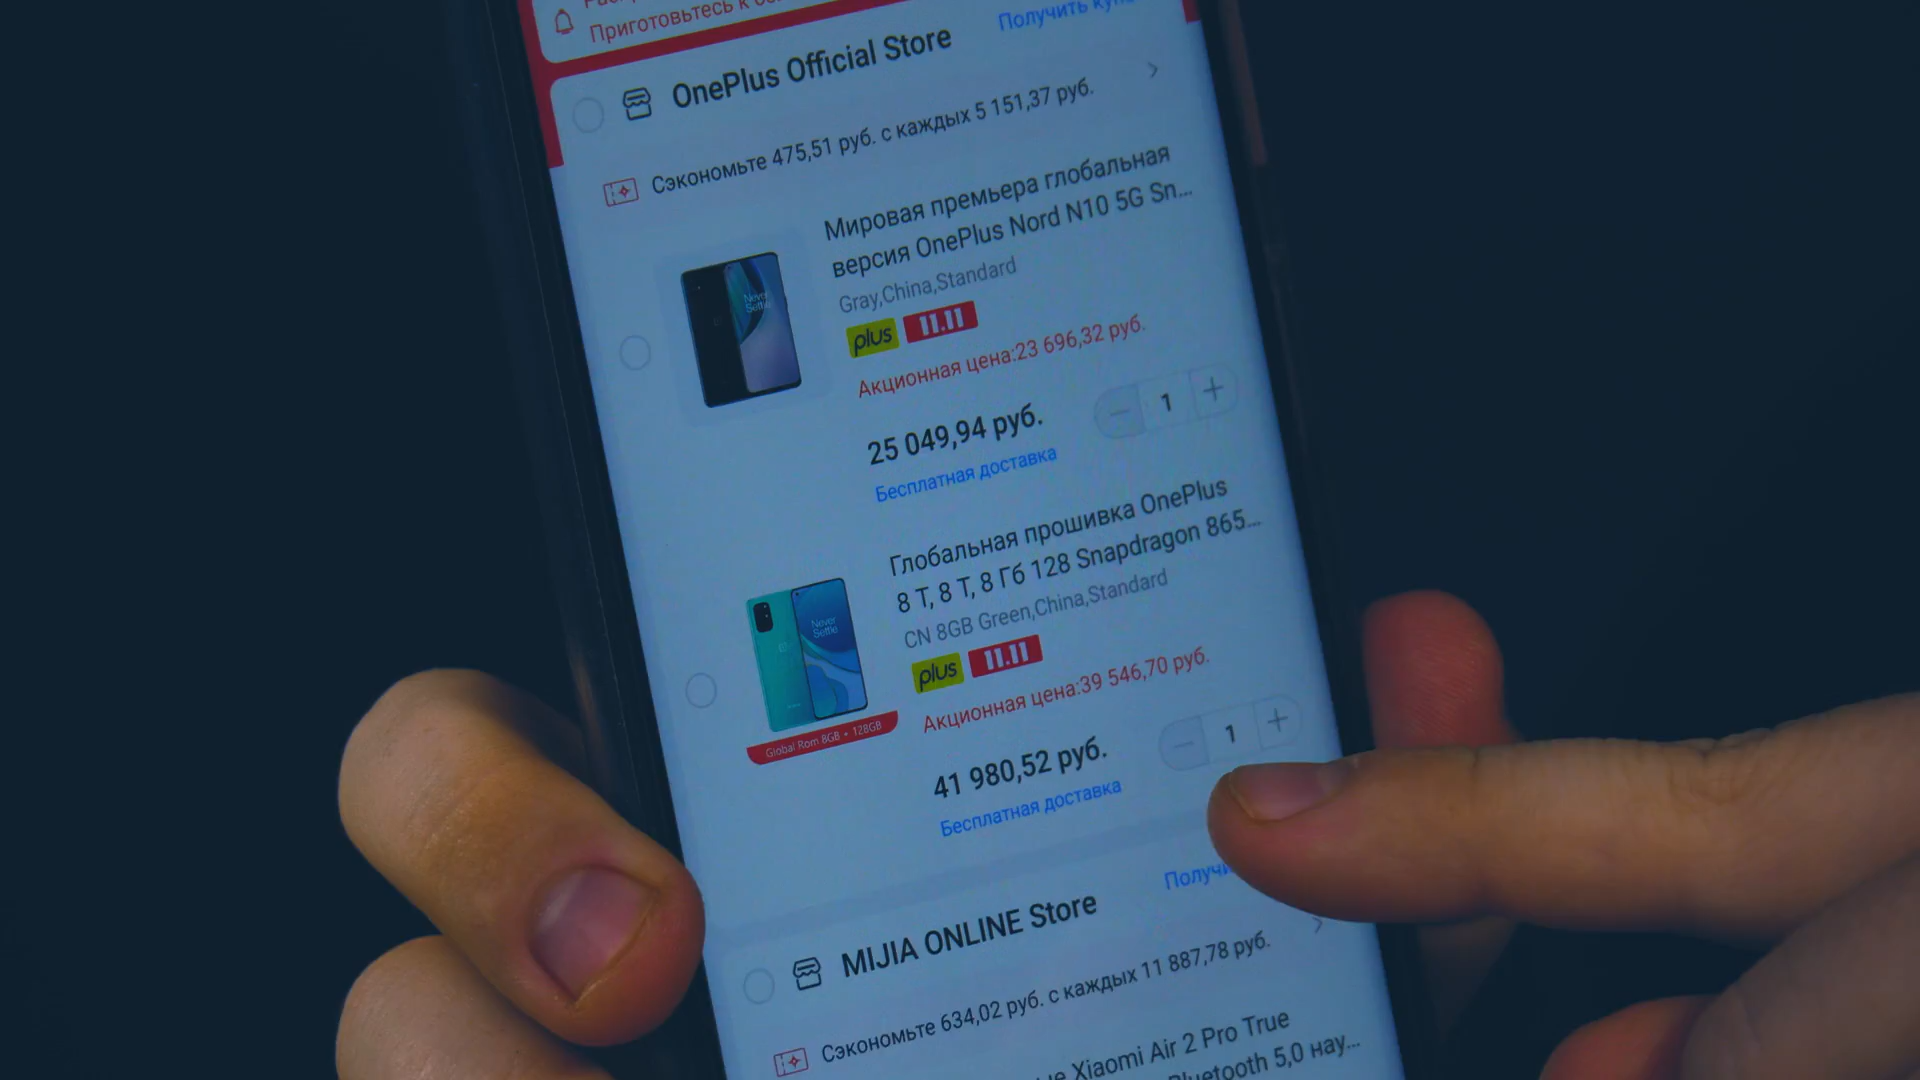 Приготовьтесь к
Получить
OnePlus Official Store
Сэкономьте 475,51 руб. с каждых 5 151,37 руб.
Мировая премьера глобальная
версия OnePlus Nord N10 5G Sn...
Gray,China,Standard
plus 11.11
Акционная цена:23 696,32 руб.
25 049,94 руб.
1
Бесплатная доставка
Never
Settle
Глобальная прошивка OnePlus
8 T, 8 T, 8 Гб 128 Snapdragon 865...
CN 8GB Green,China,Standard
plus 11.11
Акционная цена:39 546,70 руб.
41 980,52 руб.
1
Бесплатная доставка
Never
Settle
Global Rom 8GB • 128GB
MIJIA ONLINE Store
Сэкономьте 634,02 руб. с каждых 11 887,78 руб.
Xiaomi Air 2 Pro True
Bluetooth 5,0 нау...